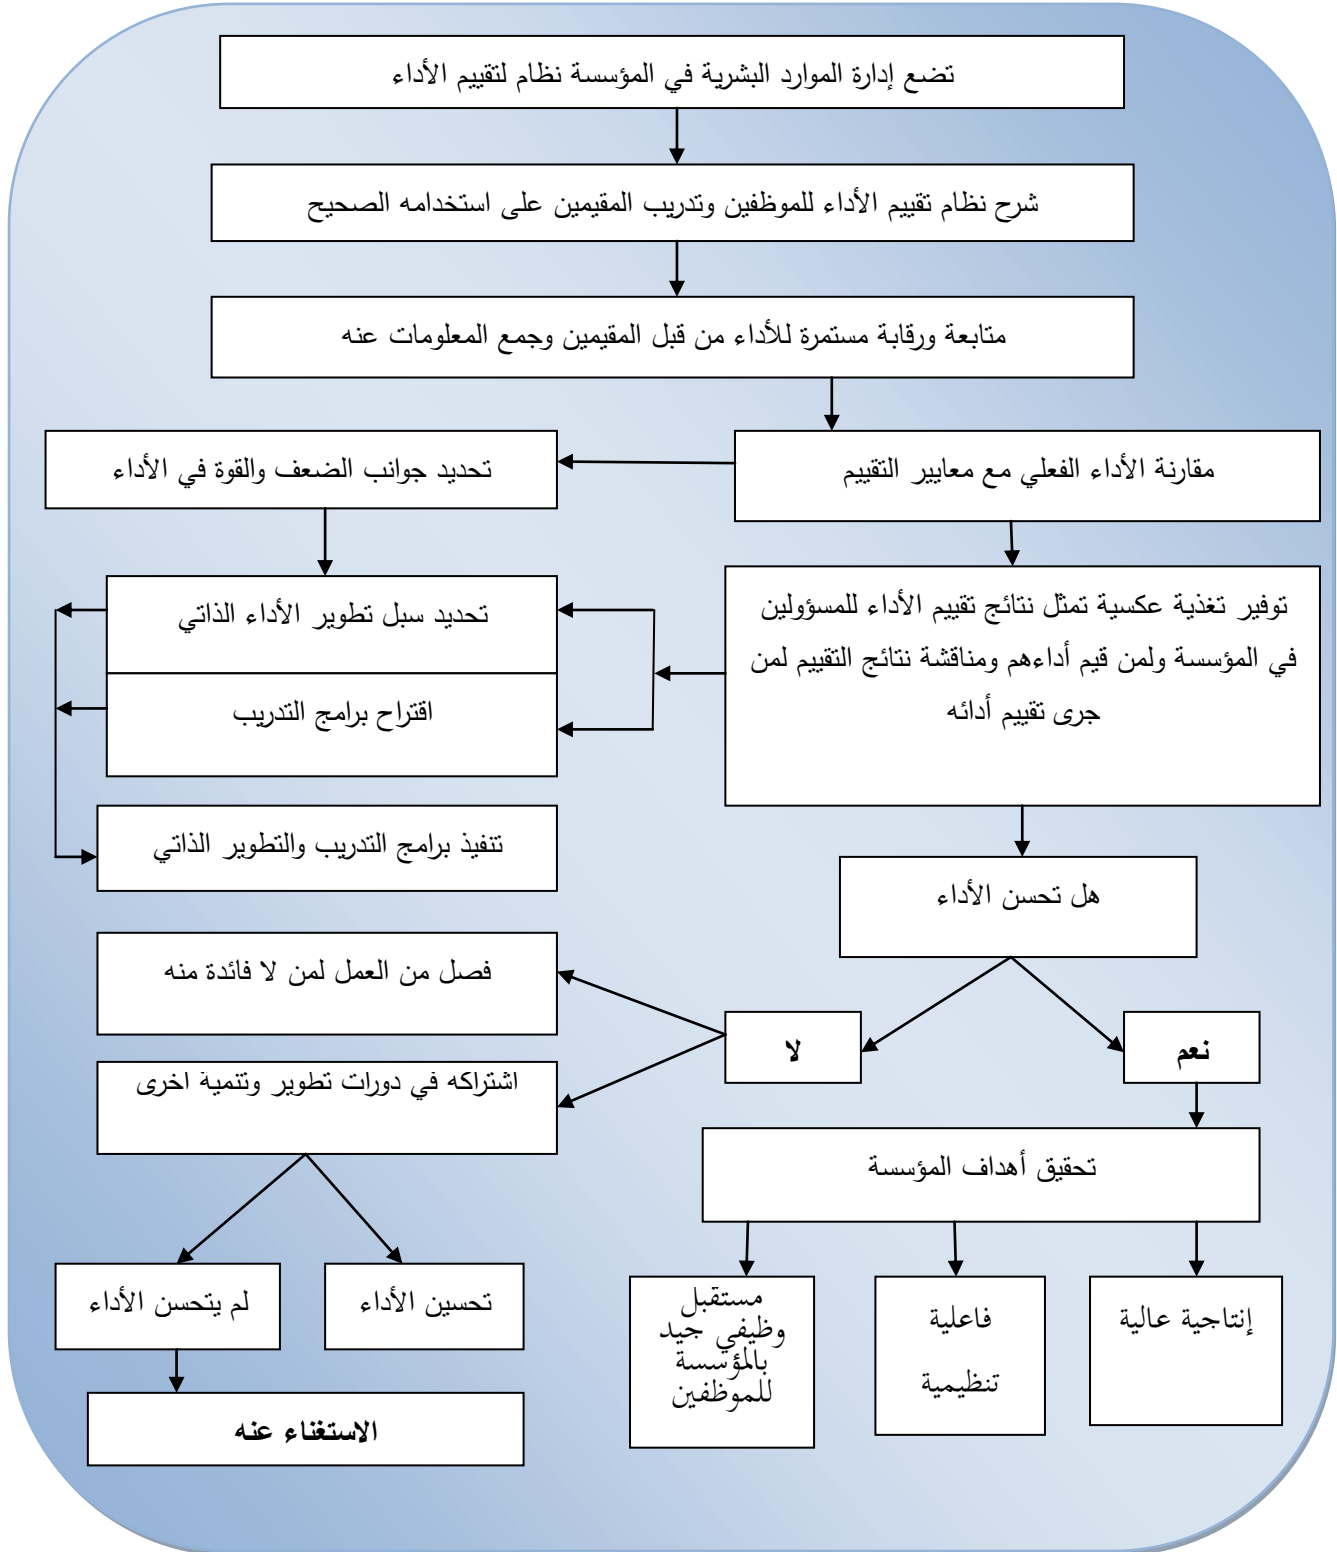 تضع إدارة الموارد البشرية في المؤسسة نظام لتقييم الأداء
شرح نظام تقييم الأداء للموظفين وتدريب المقيمين على استخدامه الصحيح
متابعة ورقابة مستمرة للأداء من قبل المقيمين وجمع المعلومات عنه
مقارنة الأداء الفعلي مع معايير التقييم
تحديد جوانب الضعف والقوة في الأداء
توفير تغذية عكسية تمثل نتائج تقييم الأداء للمسؤولين
في المؤسسة ولمن قيم أداءهم ومناقشة نتائج التقييم لمن
جرى تقييم أدائه
تحديد سبل تطوير الأداء الذاتي
اقتراح برامج التدريب
تنفيذ برامج التدريب والتطوير الذاتي
هل تحسن الأداء
نعم
لا
فصل من العمل لمن لا فائدة منه
اشتراكه في دورات تطوير وتنمية اخرى
تحقيق أهداف المؤسسة
إنتاجية عالية
فاعلية
تنظيمية
مستقبل
وظيفي جيد
بالمؤسسة
للموظفين
تحسين الأداء
لم يتحسن الأداء
الاستغناء عنه